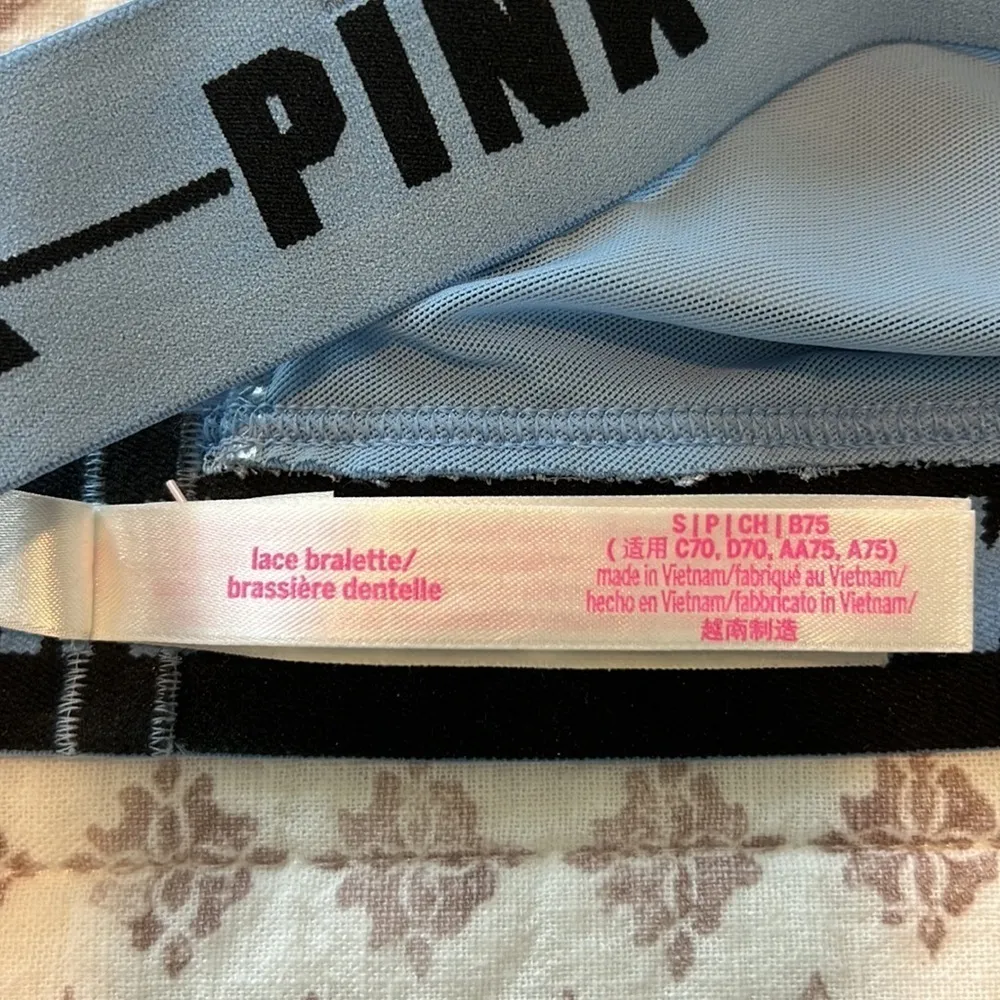 PINK
lace bralette/
brassière dentelle
S | P | CH | B75
( 适用 C70, D70, AA75, A75)
made in Vietnam/fabriqué au Vietnam/
hecho en Vietnam/fabbricato in Vietnam/
越南制造